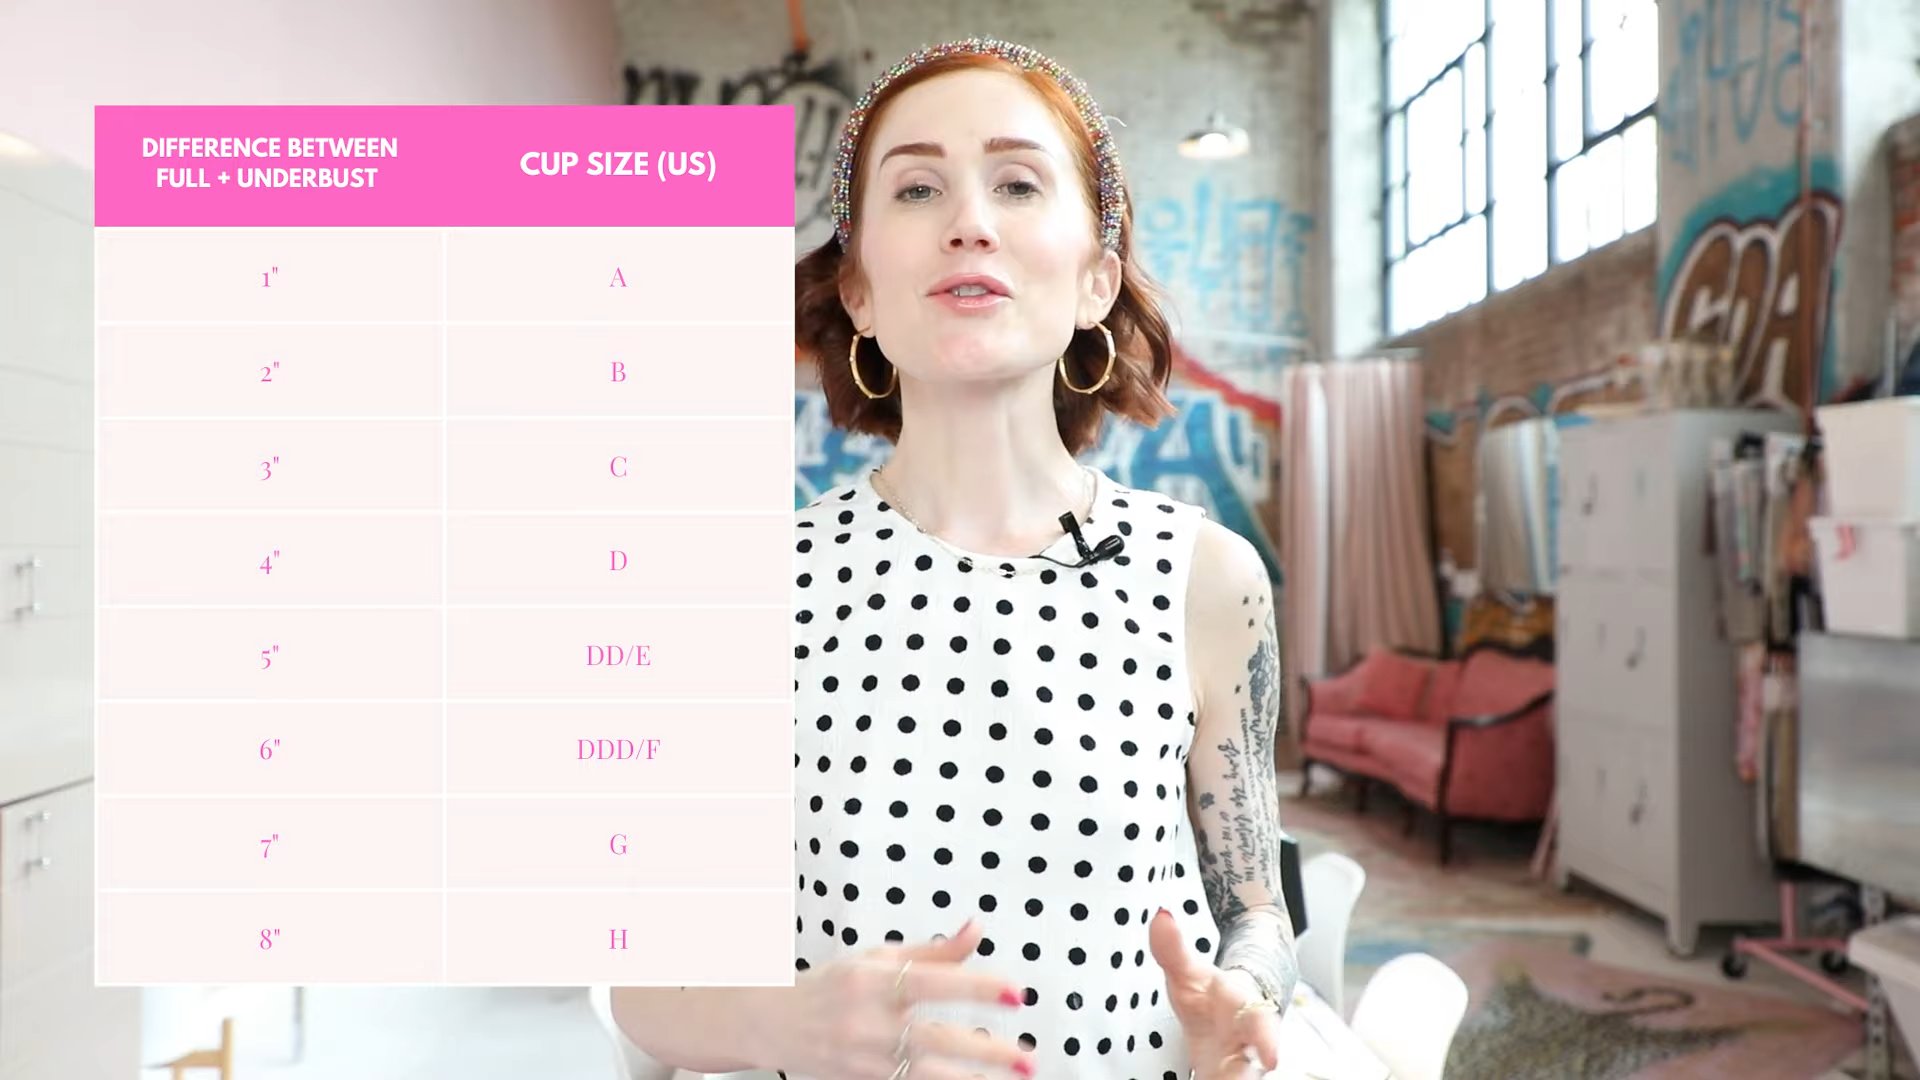 DIFFERENCE BETWEEN
FULL + UNDERBUST
CUP SIZE (US)
1" A
2" B
3" C
4" D
5" DD/E
6" DDD/F
7" G
8" H